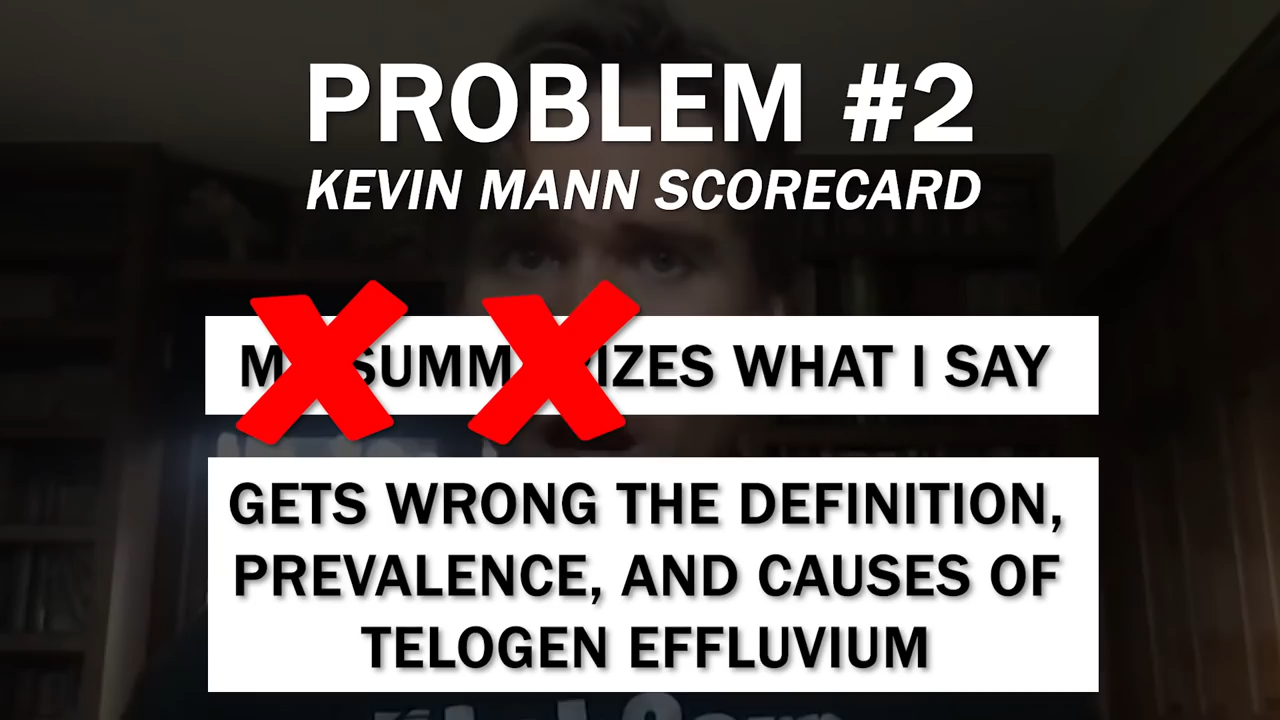 PROBLEM #2
KEVIN MANN SCORECARD
WHAT I SAY
GETS WRONG THE DEFINITION,
PREVALENCE, AND CAUSES OF
TELOGEN EFFLUVIUM